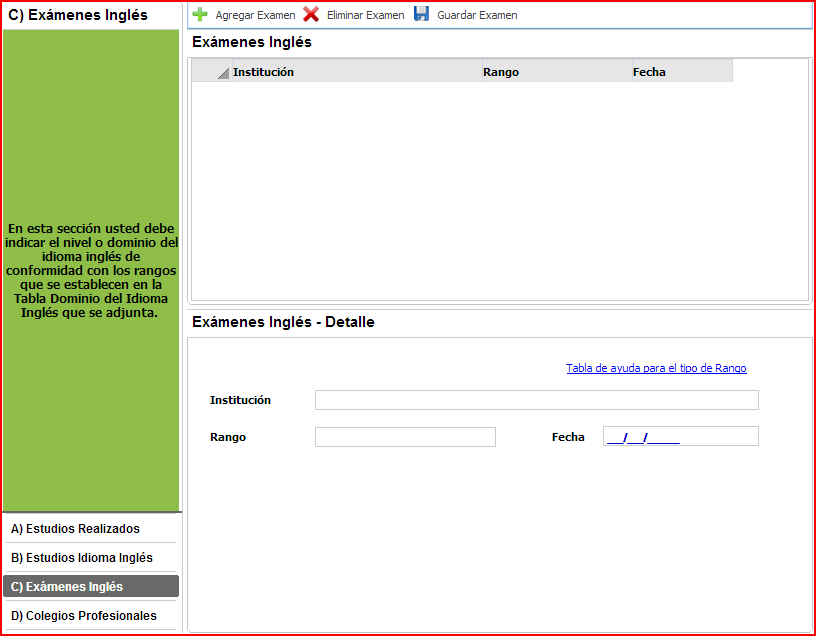 C) Exámenes Inglés
Agregar Examen Eliminar Examen Guardar Examen
Exámenes Inglés
Institución Rango Fecha
En esta sección usted debe
indicar el nivel o dominio del
idioma inglés de
conformidad con los rangos
que se establecen en la
Tabla Dominio del Idioma
Inglés que se adjunta.
Exámenes Inglés - Detalle
Tabla de ayuda para el tipo de Rango
Institución
Rango Fecha __/__/____
A) Estudios Realizados
B) Estudios Idioma Inglés
C) Exámenes Inglés
D) Colegios Profesionales